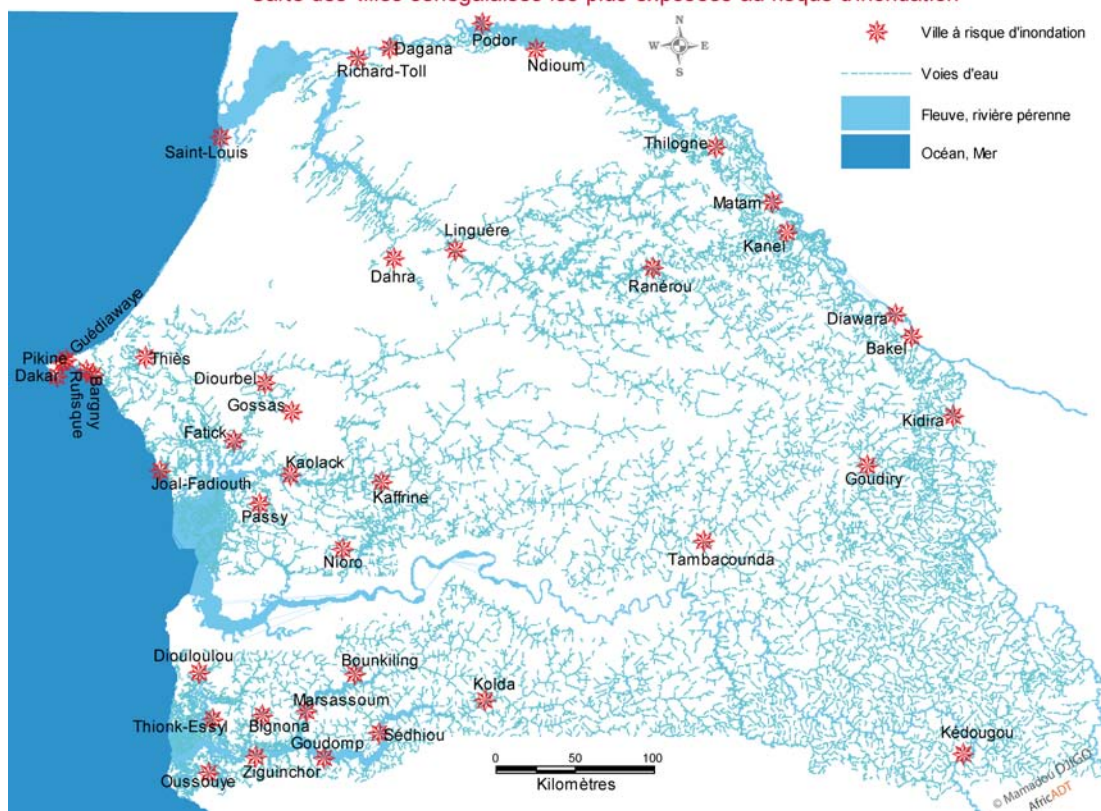 Carte des villes sénégalaises les plus exposées au risque d'inondation
Podor
Dagana
Ndioum
Richard-Toll
N
W E
S
Ville à risque d'inondation
Voies d'eau
Fleuve, rivière pérenne
Océan, Mer
Saint-Louis
Thilogne
Matam
Kanel
Linguère
Dahra
Ranérou
Diawara
Bakel
Guédiawaye
Pikine
Dakar
Rufisque
Bargny
Thiès
Diourbel
Gossas
Fatick
Kidira
Kaolack
Joal-Fadiouth
Kaffrine
Goudiry
Passy
Nioro
Tambacounda
Diouloulou
Bounkiling
Kolda
Marsassoum
Thionk-Essyl
Bignona
Sédhiou
Goudomp
Ziguinchor
Oussouye
Kédougou
0 50 100
Kilomètres
© Mamadou DJIGO
AfricADT